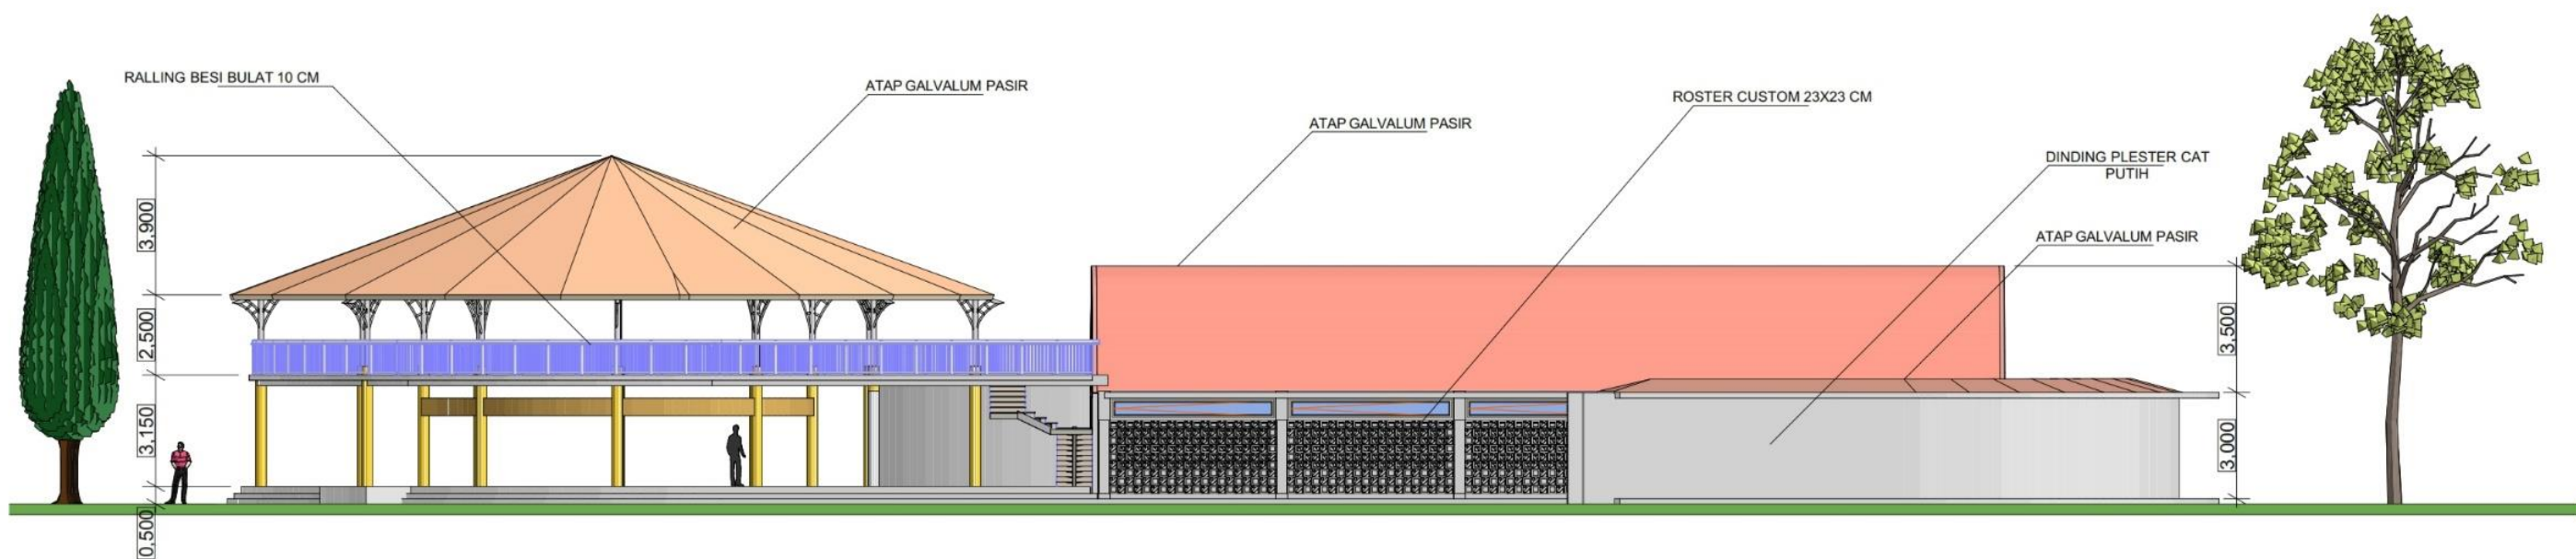 RALLING BESI BULAT 10 CM
ATAP GALVALUM PASIR
ATAP GALVALUM PASIR
ROSTER CUSTOM 23X23 CM
DINDING PLESTER CAT
PUTIH
ATAP GALVALUM PASIR
3,900
2,500
3,150
0,500
3,500
3,000